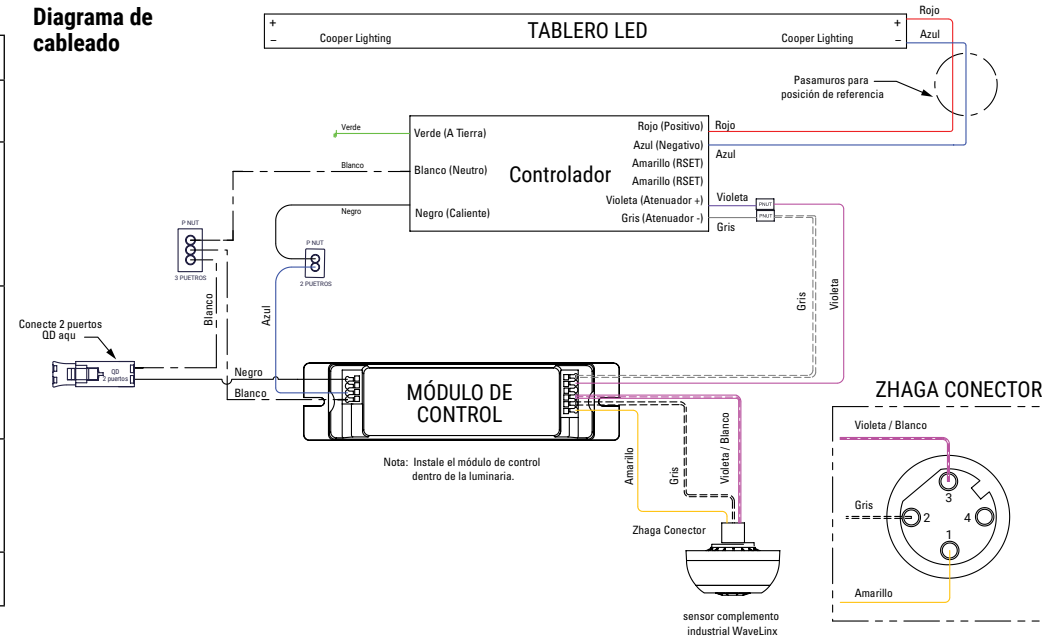 Diagrama de
cableado
+
–
Cooper Lighting
TABLERO LED
Cooper Lighting
+
–
Rojo
Azul
Pasamuros para
posición de referencia
Verde
Verde (A Tierra)
Blanco
Blanco (Neutro)
Negro
Negro (Caliente)
Controlador
Rojo (Positivo)
Rojo
Azul (Negativo)
Azul
Amarillo (RSET)
Amarillo (RSET)
Violeta (Atenuador +)
Violeta
PNUT
Gris (Atenuador -)
Gris
PNUT
P NUT
3 PUETROS
P NUT
2 PUETROS
Blanco
Azul
Gris
Violeta
Conecte 2 puertos
QD aqu
QD
2 puertos
Negro
Blanco
MÓDULO DE
CONTROL
Nota: Instale el módulo de control
dentro de la luminaria.
Amarillo
Gris
Violeta / Blanco
Zhaga Conector
sensor complemento
industrial WaveLinx
ZHAGA CONECTOR
Violeta / Blanco
3
Gris
2
4
1
Amarillo